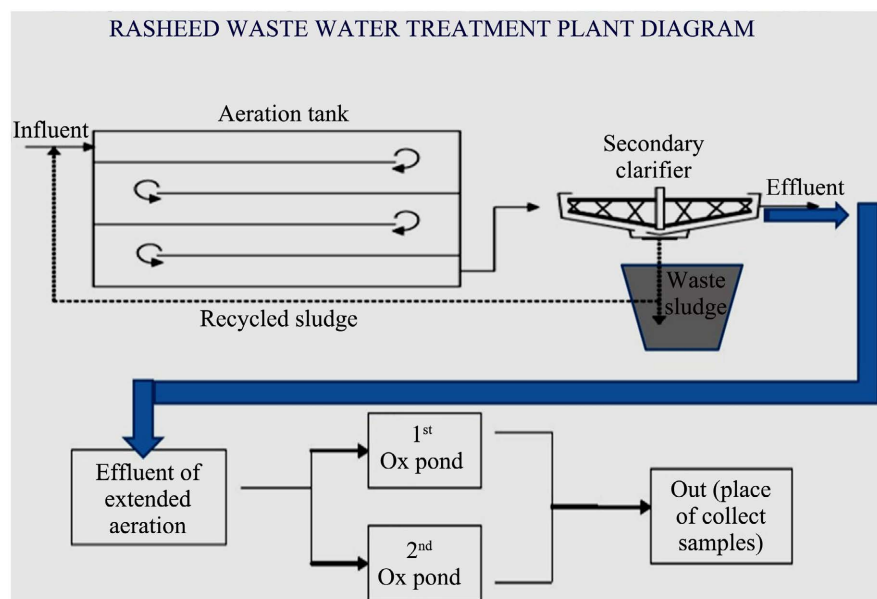 RASHEED WASTE WATER TREATMENT PLANT DIAGRAM
Aeration tank
Influent
Secondary
clarifier
Effluent
Waste
sludge
Recycled sludge
Effluent of
extended
aeration
1st
Ox pond
2nd
Ox pond
Out (place
of collect
samples)